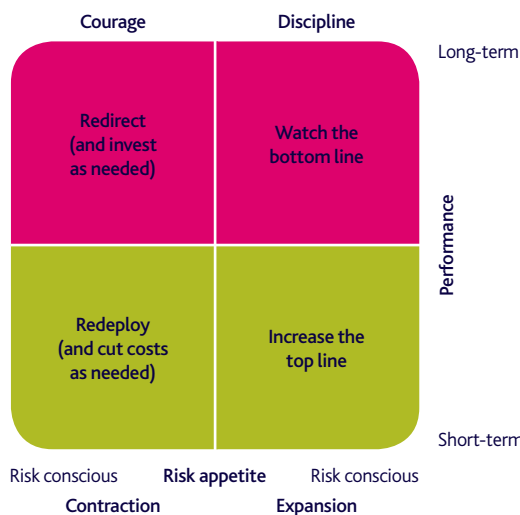 Courage
Discipline
Long-term
Redirect
(and invest
as needed)
Watch the
bottom line
Performance
Redeploy
(and cut costs
as needed)
Increase the
top line
Short-term
Risk conscious
Risk appetite
Risk conscious
Contraction
Expansion